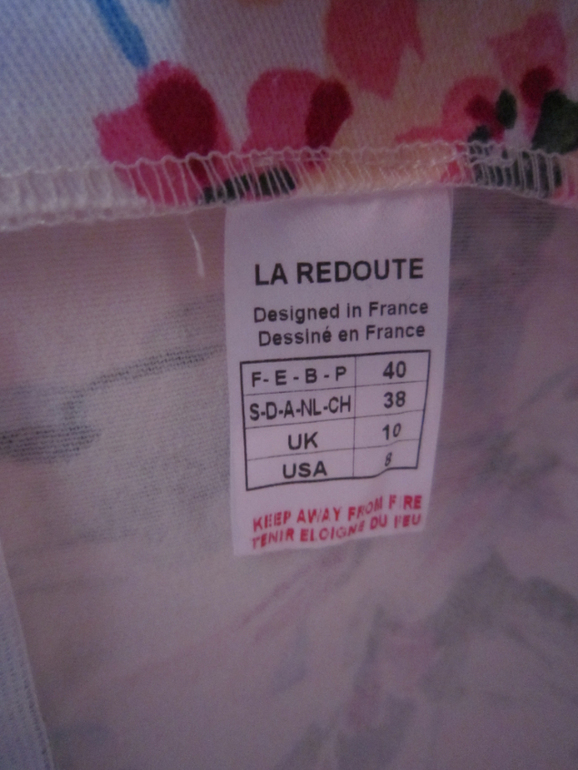 LA REDOUTE
Designed in France
Dessiné en France
F- E - B - P 40
S-D-A-NL-CH 38
UK 10
USA 8
KEEP AWAY FROM FIRE
TENIR ELOIGNE DU FEU